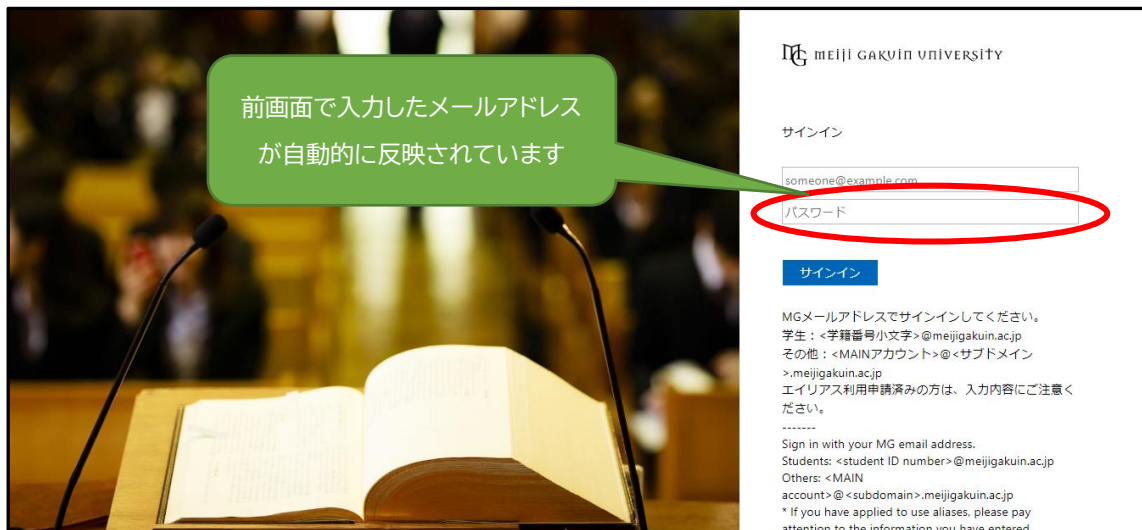 前画面で入力したメールアドレス
が自動的に反映されています
MG MEIJI GAKUIN UNIVERSITY
サインイン
someone@example.com
パスワード
サインイン
MGメールアドレスでサインインしてください。
学生：<学籍番号小文字>@meijigakuin.ac.jp
その他：<MAINアカウント>@<サブドメイン
>.meijigakuin.ac.jp
エイリアス利用申請済みの方は、入力内容にご注意く
ださい。
-------
Sign in with your MG email address.
Students: <student ID number>@meijigakuin.ac.jp
Others: <MAIN
account>@<subdomain>.meijigakuin.ac.jp
* If you have applied to use aliases, please pay
attention to the information you have entered